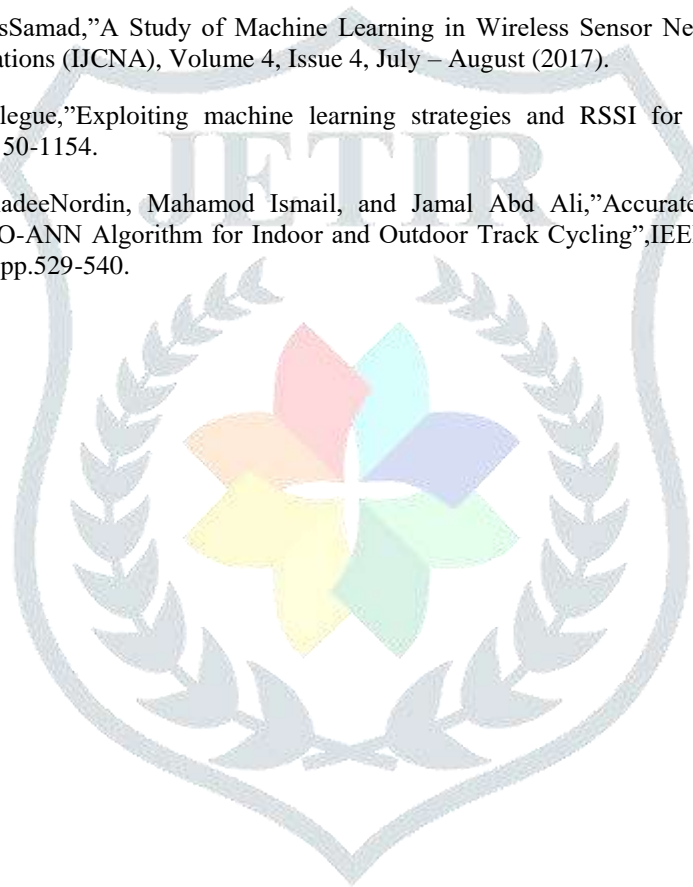 sSamad,”A Study of Machine Learning in Wireless Sensor Ne
ations (IJCNA), Volume 4, Issue 4, July – August (2017).
legue,”Exploiting machine learning strategies and RSSI for
50-1154.
adeeNordin, Mahamod Ismail, and Jamal Abd Ali,”Accurate
O-ANN Algorithm for Indoor and Outdoor Track Cycling”,IEE
pp.529-540.
JETIR